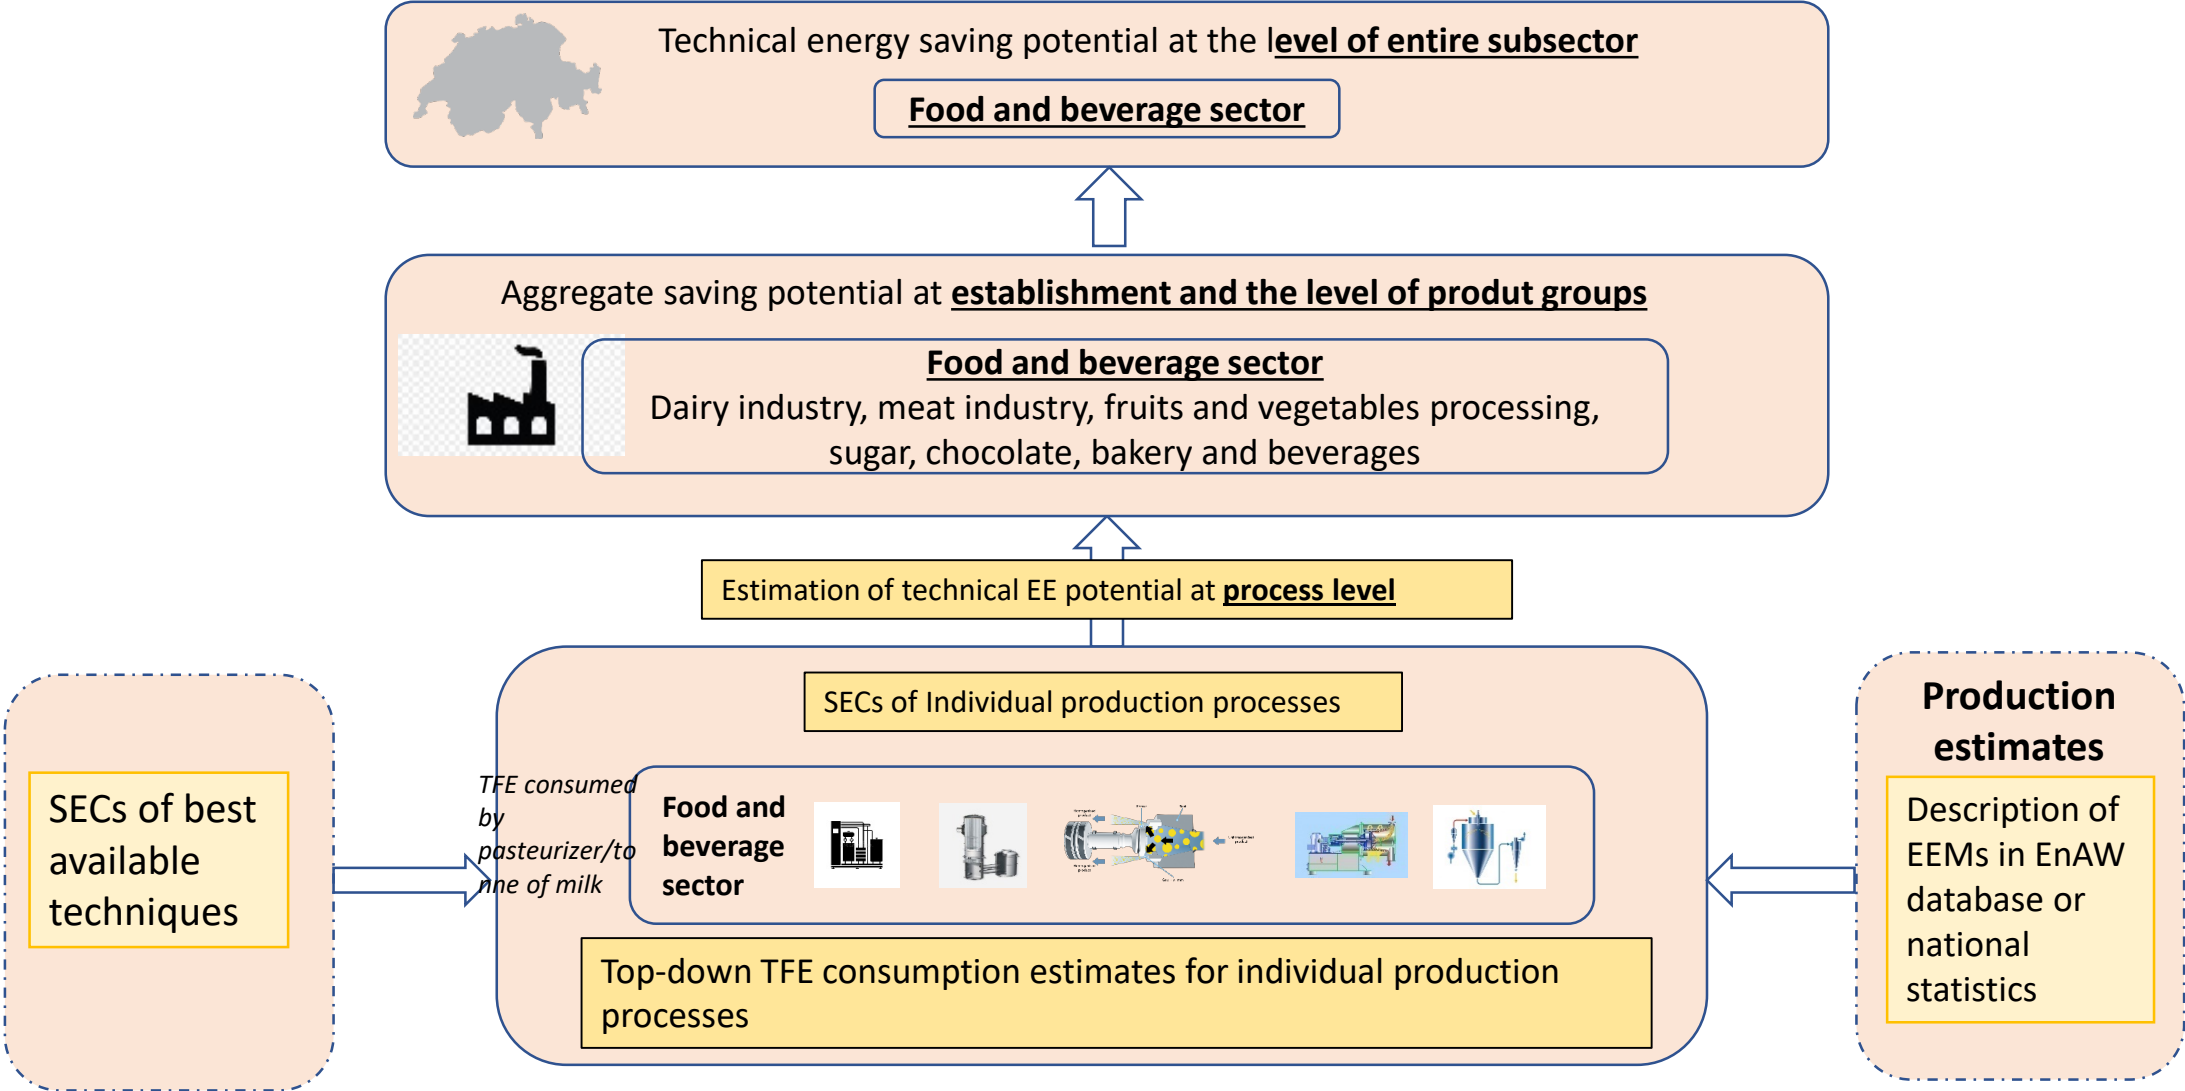 Technical energy saving potential at the level of entire subsector
Food and beverage sector
Aggregate saving potential at establishment and the level of produt groups
Food and beverage sector
Dairy industry, meat industry, fruits and vegetables processing,
sugar, chocolate, bakery and beverages
Estimation of technical EE potential at process level
SECs of Individual production processes
SECs of best
available
techniques
TFE consumed
by
pasteurizer/to
nne of milk
Food and
beverage
sector
Top-down TFE consumption estimates for individual production
processes
Production
estimates
Description of
EEMs in EnAW
database or
national
statistics